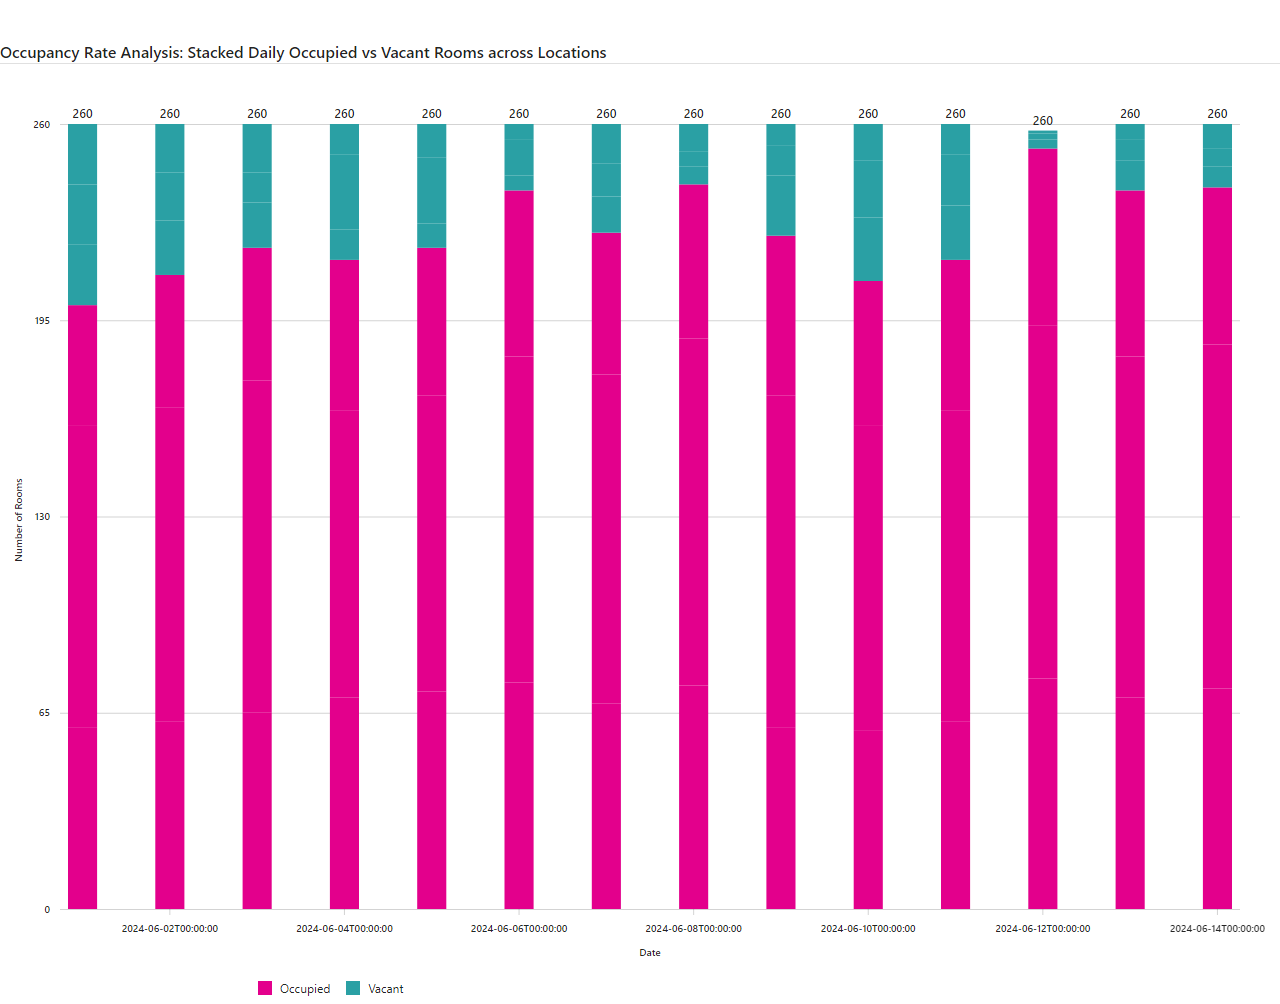 Occupancy Rate Analysis: Stacked Daily Occupied vs Vacant Rooms across Locations
260 260 260 260 260 260 260 260 260 260 260 260 260 260
260
195
130
65
0
Number of Rooms
2024-06-02T00:00:00 2024-06-04T00:00:00 2024-06-06T00:00:00 2024-06-08T00:00:00 2024-06-10T00:00:00 2024-06-12T00:00:00 2024-06-14T00:00:00
Date
Occupied Vacant